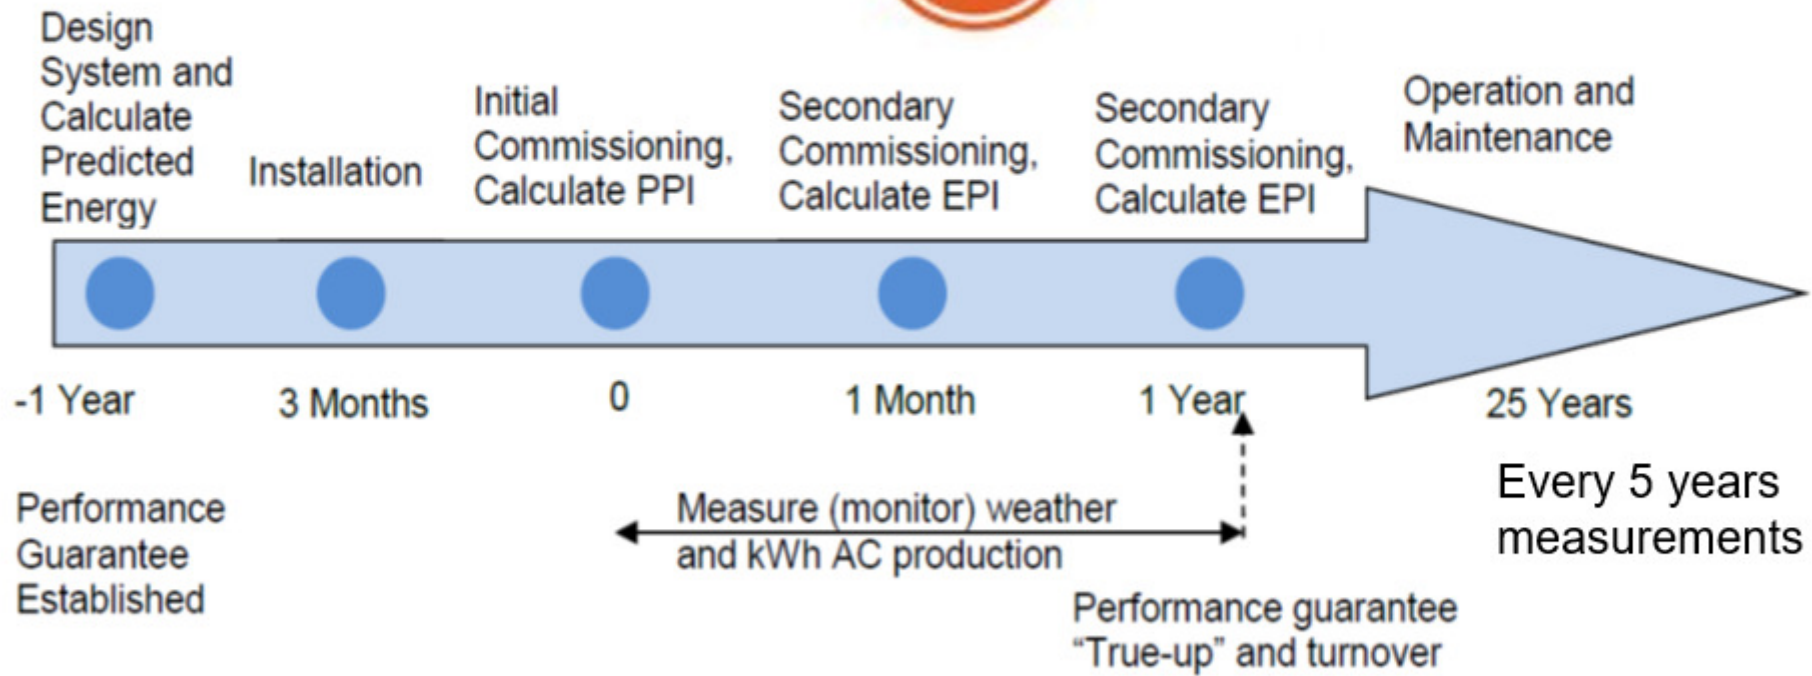 Design
System and
Calculate
Predicted
Energy
Installation
Initial
Commissioning,
Calculate PPI
Secondary
Commissioning,
Calculate EPI
Secondary
Commissioning,
Calculate EPI
Operation and
Maintenance
-1 Year
3 Months
0
1 Month
1 Year
25 Years
Performance
Guarantee
Established
Measure (monitor) weather
and kWh AC production
Every 5 years
measurements
Performance guarantee
“True-up” and turnover